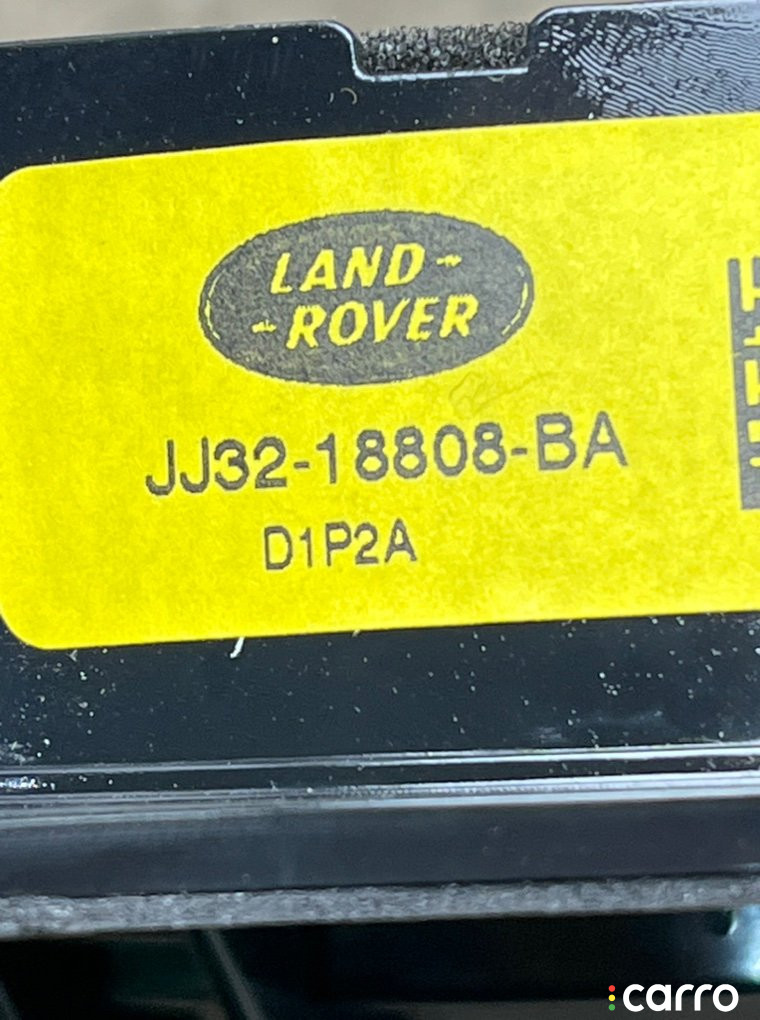 LAND-
-ROVER
JJ32-18808-BA
D1P2A
carro